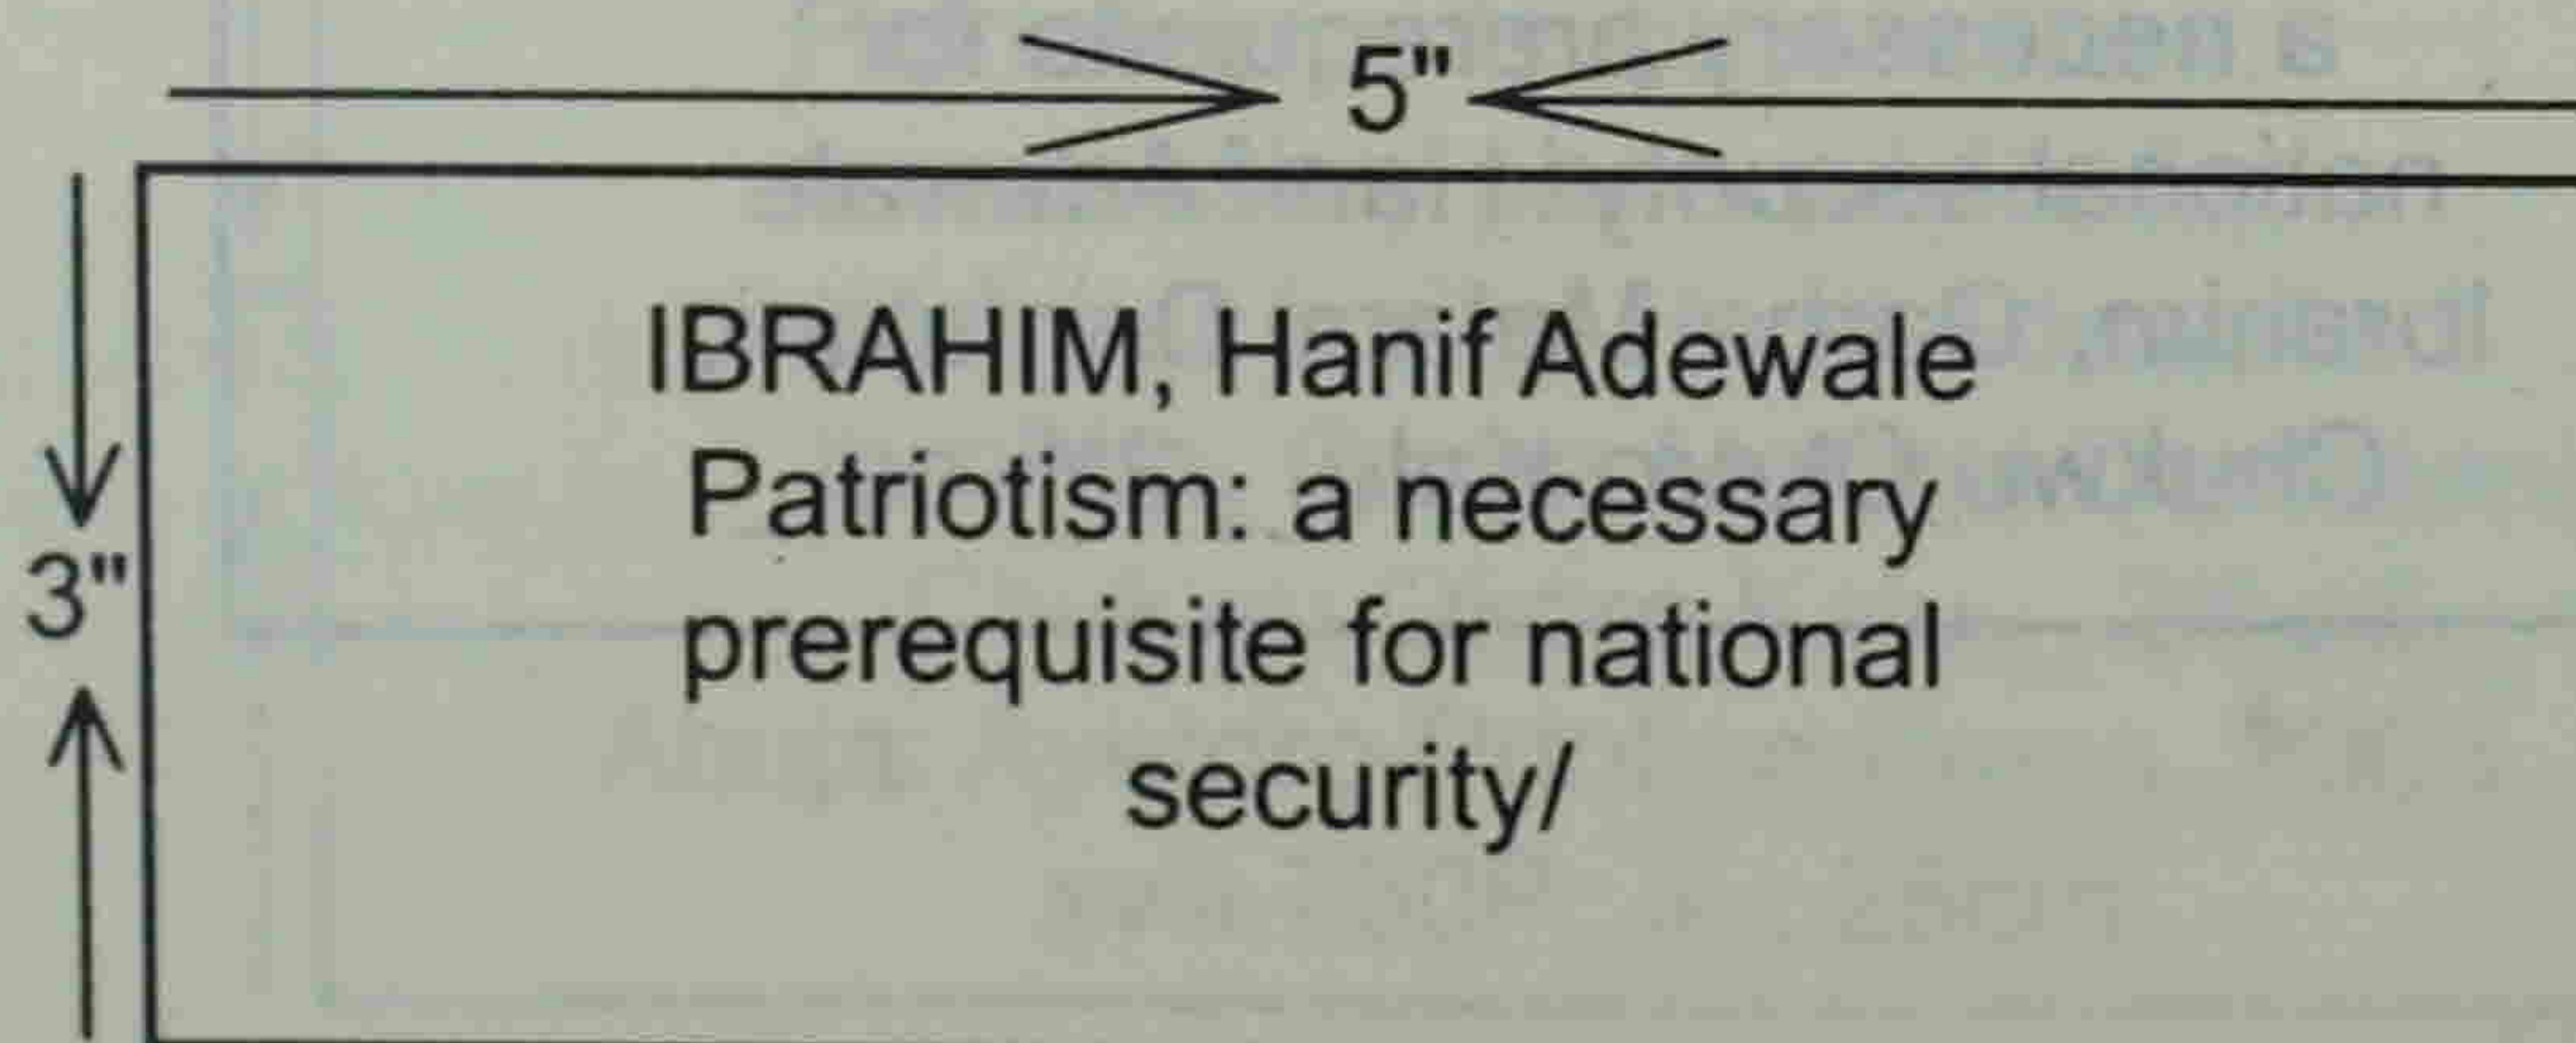 5"
3"
IBRAHIM, Hanif Adewale
Patriotism: a necessary
prerequisite for national
security/